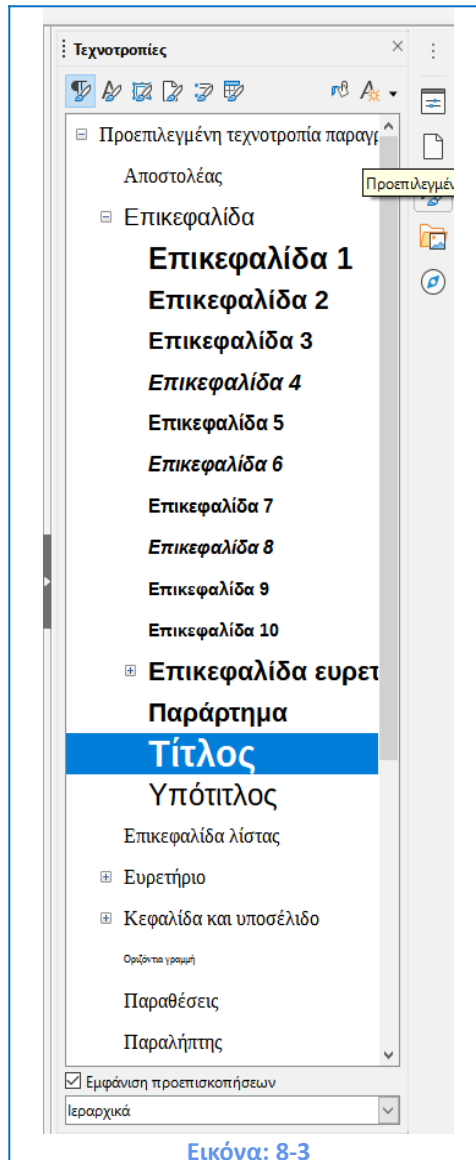 Τεχνοτροπίες
Προεπιλεγμένη τεχνοτροπία παραγρ
Αποστολέας
Προεπιλεγμέν
Επικεφαλίδα
Επικεφαλίδα 1
Επικεφαλίδα 2
Επικεφαλίδα 3
Επικεφαλίδα 4
Επικεφαλίδα 5
Επικεφαλίδα 6
Επικεφαλίδα 7
Επικεφαλίδα 8
Επικεφαλίδα 9
Επικεφαλίδα 10
Επικεφαλίδα ευρετ
Παράρτημα
Τίτλος
Υπότιτλος
Επικεφαλίδα λίστας
Ευρετήριο
Κεφαλίδα και υποσέλιδο
Οριζόντια γραμμή
Παραθέσεις
Παραλήπτης
Εμφάνιση προεπισκοπήσεων
Ιεραρχικά
Εικόνα: 8-3